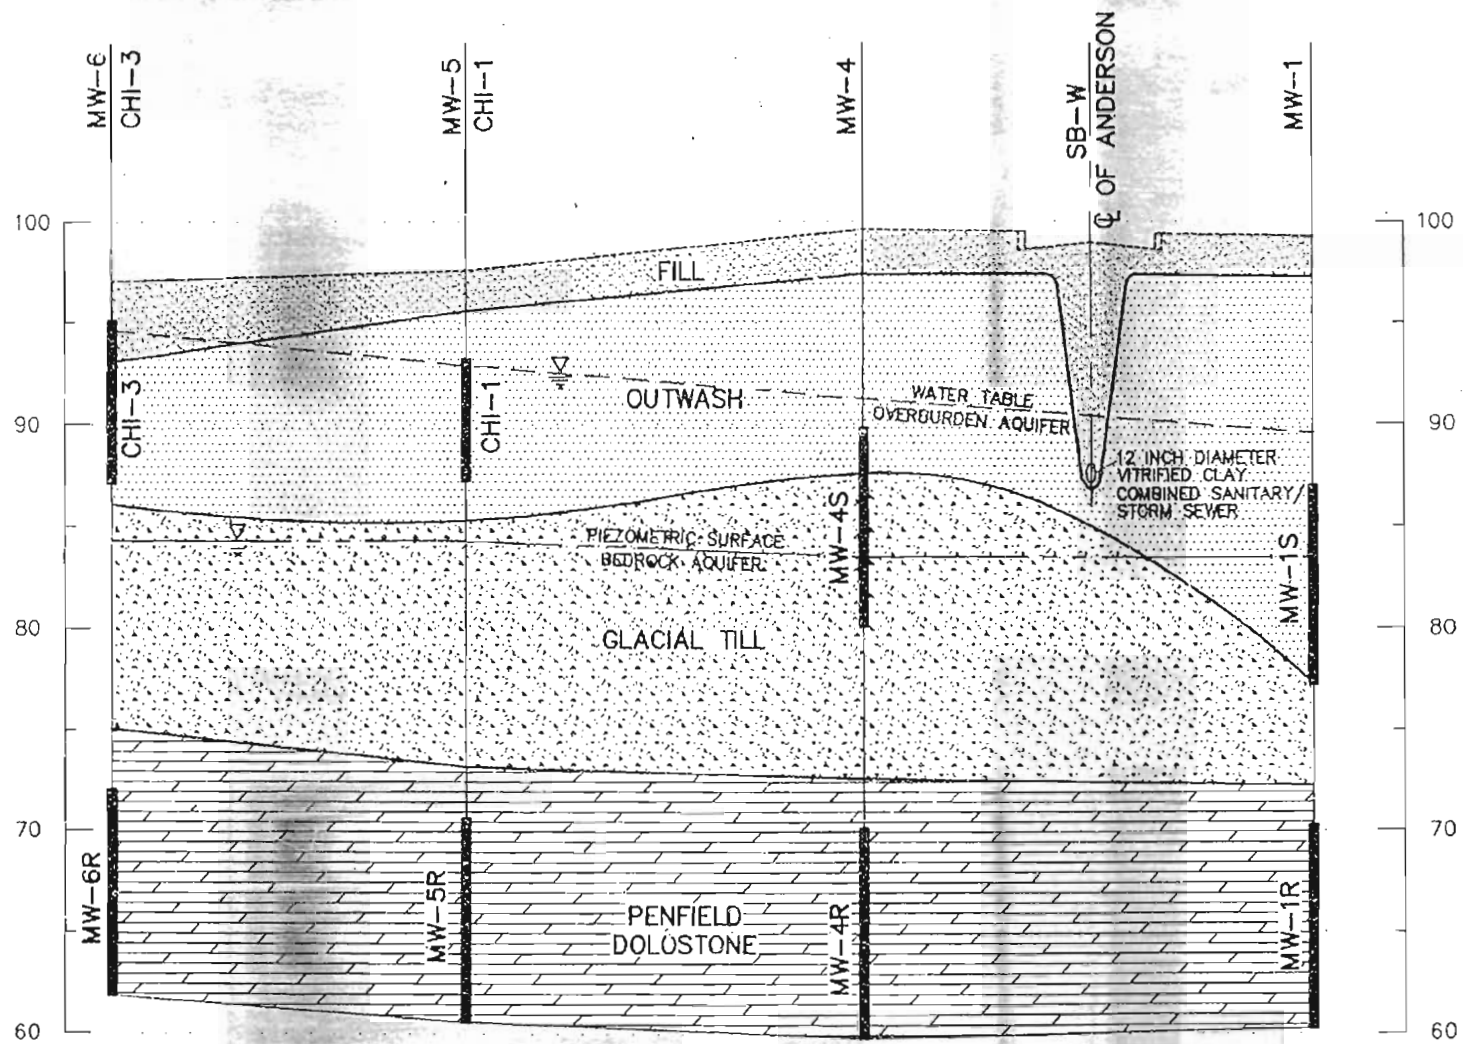 MW-6
CHI-3
MW-5
CHI-1
MW-4
SB-W
℄ OF ANDERSON
MW-1
100
100
FILL
CHI-3
CHI-1
OUTWASH
WATER TABLE
OVERBURDEN AQUIFER
90
90
12 INCH DIAMETER
VITRIFIED CLAY
COMBINED SANITARY/
STORM SEWER
MW-4S
MW-1S
PIEZOMETRIC SURFACE
BEDROCK AQUIFER
80
80
GLACIAL TILL
70
70
MW-6R
MW-5R
PENFIELD
DOLOSTONE
MW-4R
MW-1R
60
60